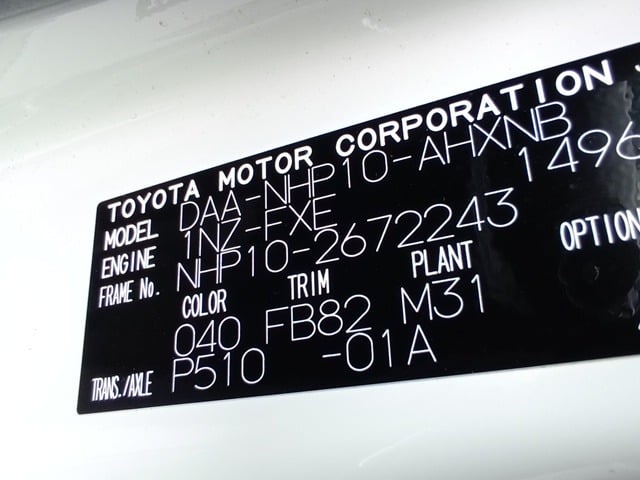 TOYOTA MOTOR CORPORATION
MODEL DAA-NHP10-AHXNB
ENGINE 1NZ-FXE 1496
FRAME No. NHP10-2672243
COLOR TRIM PLANT OPTION
040 FB82 M31
TRANS./AXLE P510 -01A